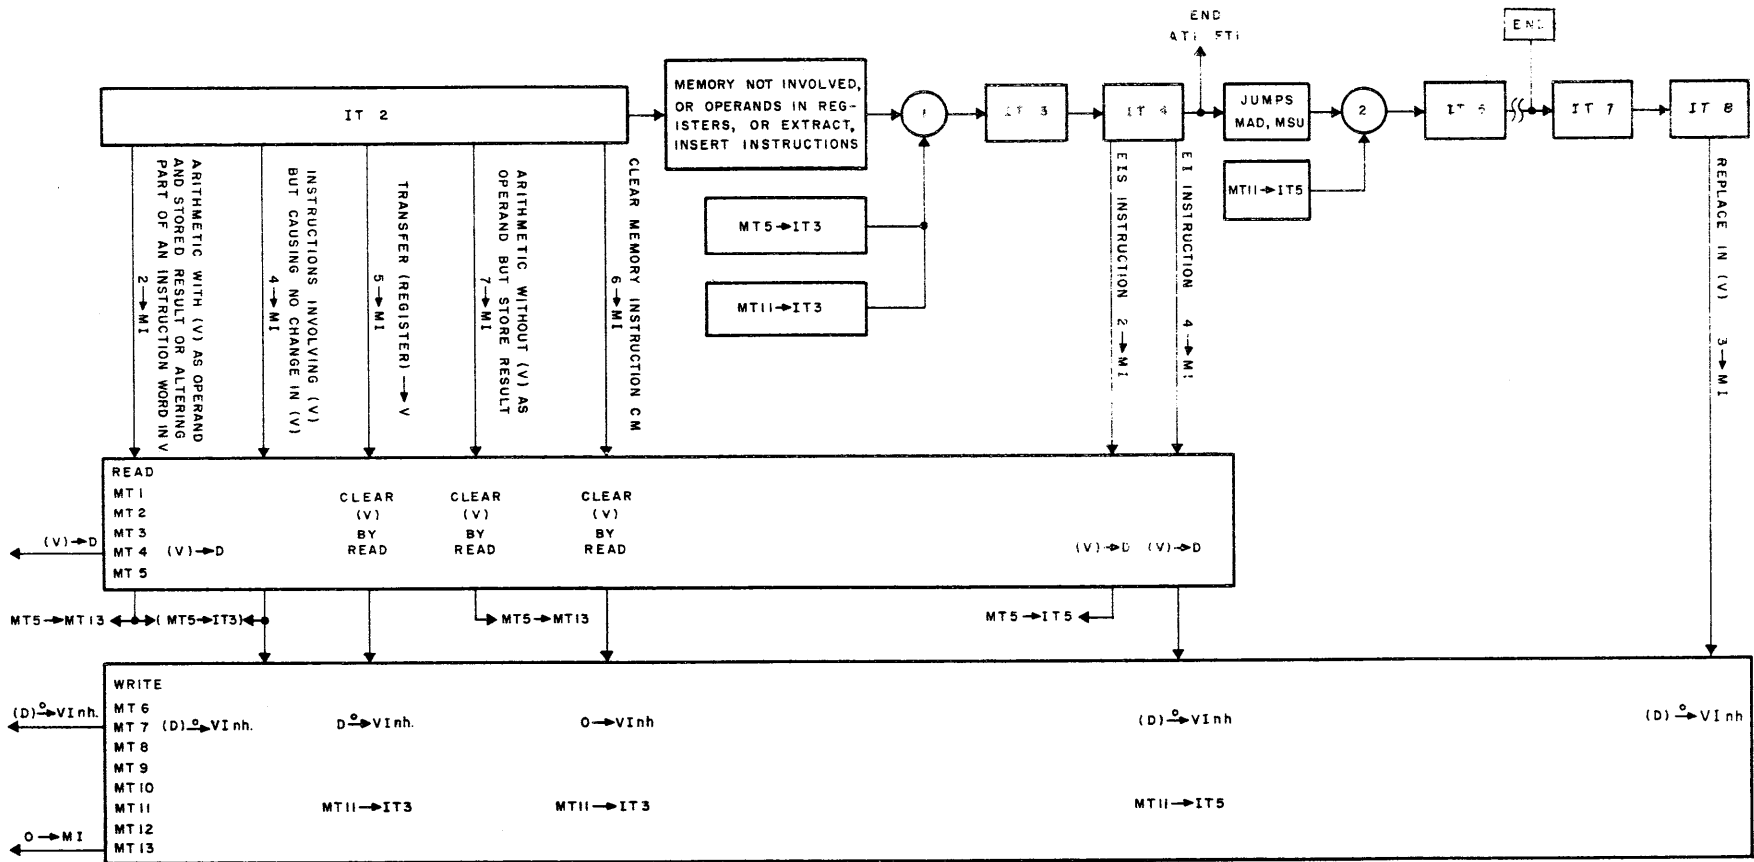 END
AT1 FT1
END
IT 2
MEMORY NOT INVOLVED,
OR OPERANDS IN REG-
ISTERS, OR EXTRACT,
INSERT INSTRUCTIONS
1
IT 3
IT 4
JUMPS
MAD, MSU
2
IT 7
IT 8
MT11→IT5
MT5→IT3
MT11→IT3
ARITHMETIC WITH (V) AS OPERAND
AND STORED RESULT OR ALTERING
PART OF AN INSTRUCTION WORD IN V
2→MI
INSTRUCTIONS INVOLVING (V)
BUT CAUSING NO CHANGE IN (V)
4→MI
TRANSFER (REGISTER)→V
5→MI
ARITHMETIC WITHOUT (V) AS
OPERAND BUT STORE RESULT
7→MI
CLEAR MEMORY INSTRUCTION CM
6→MI
EIS INSTRUCTION 2→MI
EI INSTRUCTION 4→MI
REPLACE IN (V) 3→MI
READ
MT1
MT2
MT3
MT4 (V)→D
MT5
(V)→D
CLEAR
(V)
BY
READ
CLEAR
(V)
BY
READ
CLEAR
(V)
BY
READ
(V)→D (V)→D
MT5→MT13
(MT5→IT3)
MT5→MT13
MT5→IT5
WRITE
MT6
MT7 (D)→°VInh.
MT8
MT9
MT10
MT11
MT12
MT13
(D)→°VInh.
D→°VInh.
O→VInh
(D)→°VInh
(D)→°VInh
MT11→IT3
MT11→IT3
MT11→IT5
O→MI